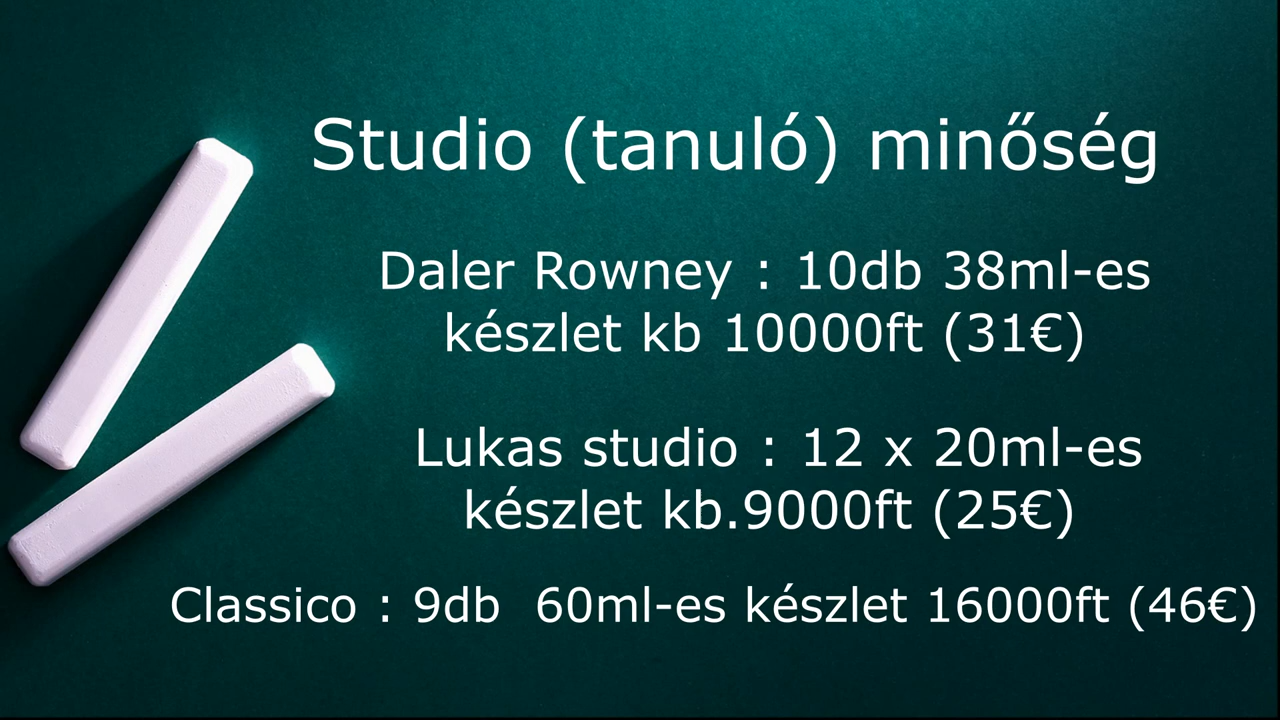 Studio (tanuló) minőség
Daler Rowney : 10db 38ml-es
készlet kb 10000ft (31€)
Lukas studio : 12 x 20ml-es
készlet kb.9000ft (25€)
Classico : 9db  60ml-es készlet 16000ft (46€)